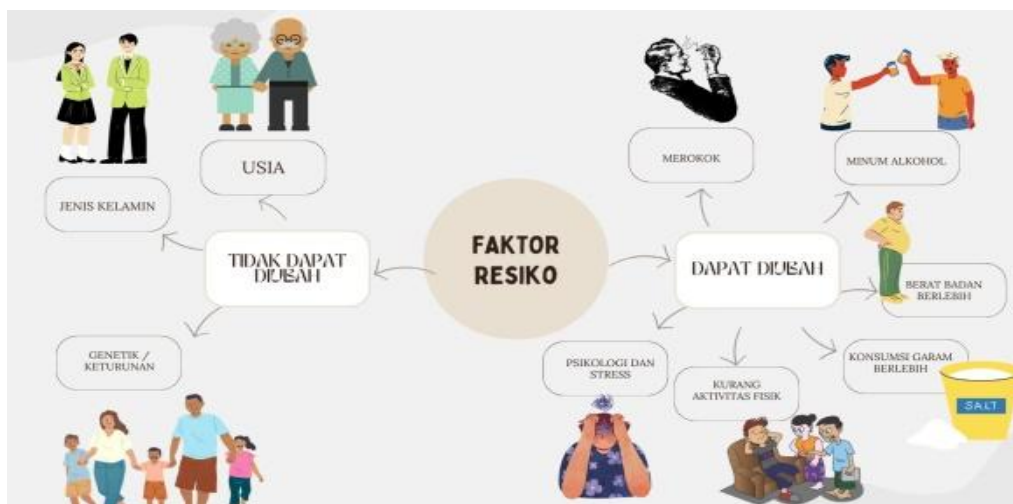 JENIS KELAMIN
USIA
TIDAK DAPAT
DIUBAH
GENETIK /
KETURUNAN
FAKTOR
RESIKO
MEROKOK
MINUM ALKOHOL
DAPAT DIUBAH
BERAT BADAN
BERLEBIH
KONSUMSI GARAM
BERLEBIH
SALT
KURANG
AKTIVITAS FISIK
PSIKOLOGI DAN
STRESS